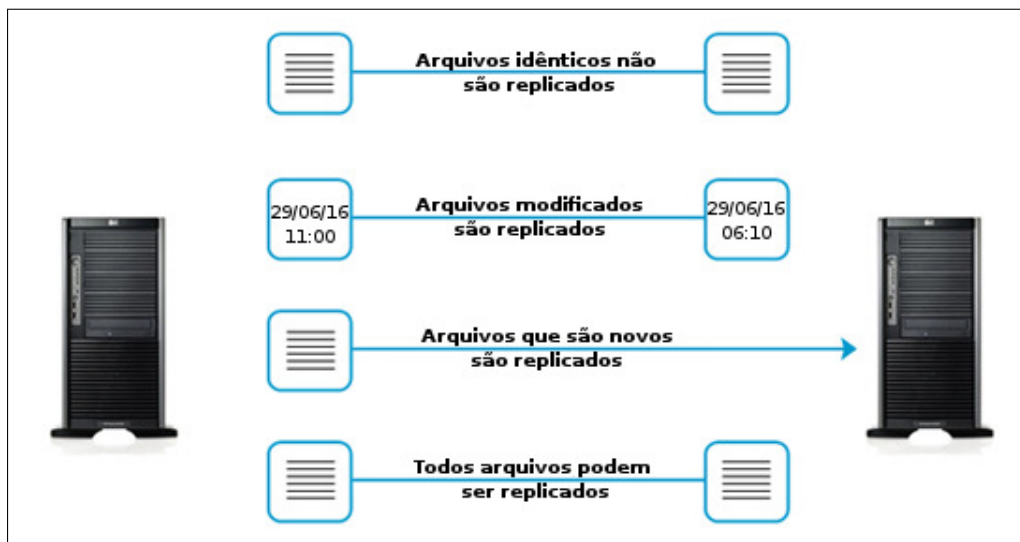 Arquivos idênticos não
são replicados
29/06/16
11:00
Arquivos modificados
são replicados
29/06/16
06:10
Arquivos que são novos
são replicados
Todos arquivos podem
ser replicados